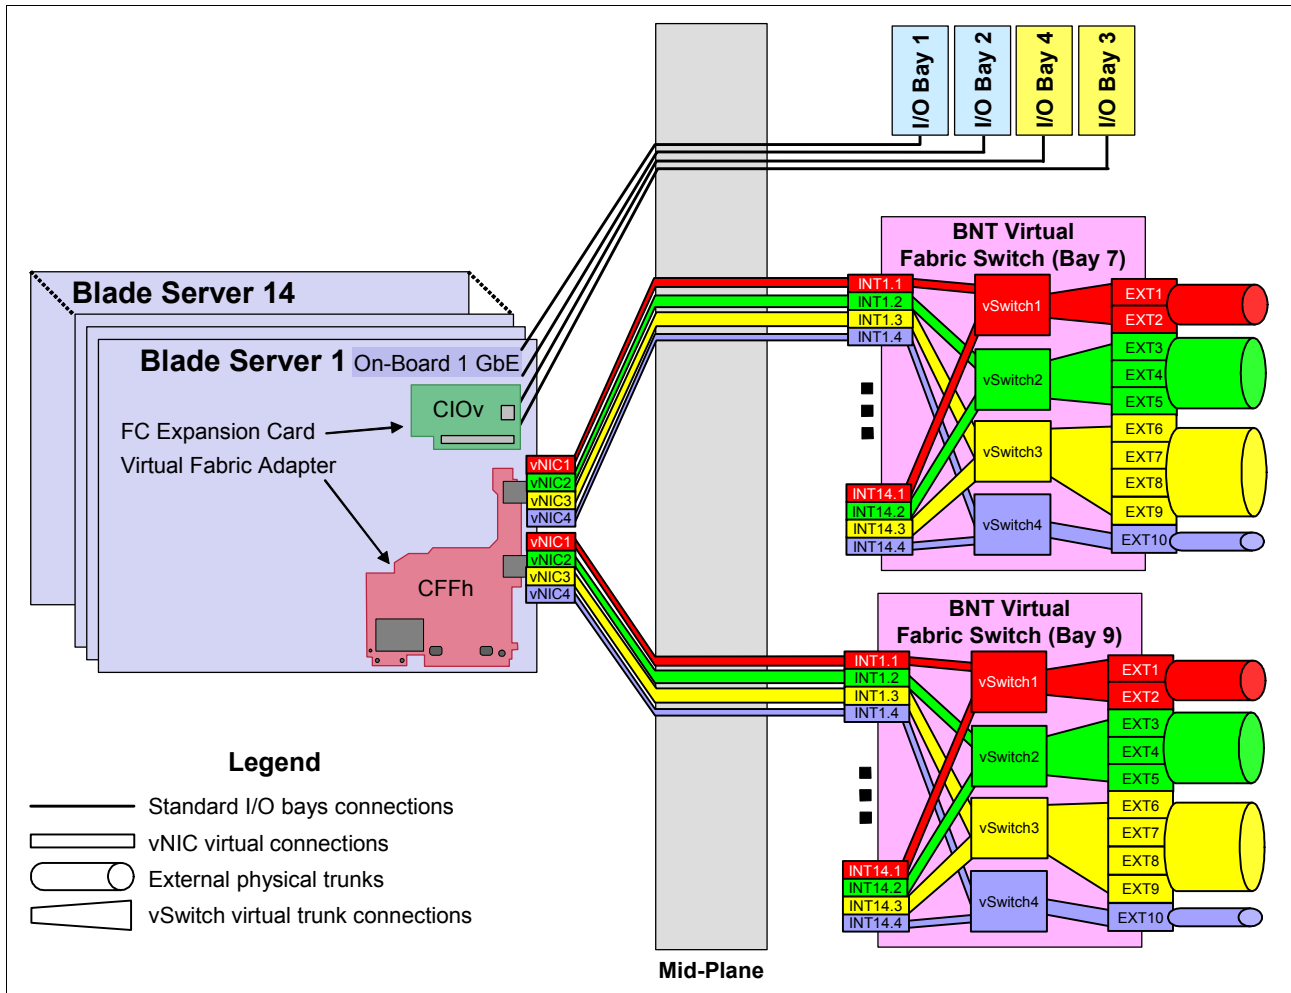 I/O Bay 1
I/O Bay 2
I/O Bay 4
I/O Bay 3
Blade Server 14
Blade Server 1
On-Board 1 GbE
CIOv
FC Expansion Card
Virtual Fabric Adapter
CFFh
vNIC1
vNIC2
vNIC3
vNIC4
vNIC1
vNIC2
vNIC3
vNIC4
BNT Virtual
Fabric Switch (Bay 7)
INT1.1
INT1.2
INT1.3
INT1.4
INT14.1
INT14.2
INT14.3
INT14.4
vSwitch1
vSwitch2
vSwitch3
vSwitch4
EXT1
EXT2
EXT3
EXT4
EXT5
EXT6
EXT7
EXT8
EXT9
EXT10
BNT Virtual
Fabric Switch (Bay 9)
INT1.1
INT1.2
INT1.3
INT1.4
INT14.1
INT14.2
INT14.3
INT14.4
vSwitch1
vSwitch2
vSwitch3
vSwitch4
EXT1
EXT2
EXT3
EXT4
EXT5
EXT6
EXT7
EXT8
EXT9
EXT10
Legend
Standard I/O bays connections
vNIC virtual connections
External physical trunks
vSwitch virtual trunk connections
Mid-Plane